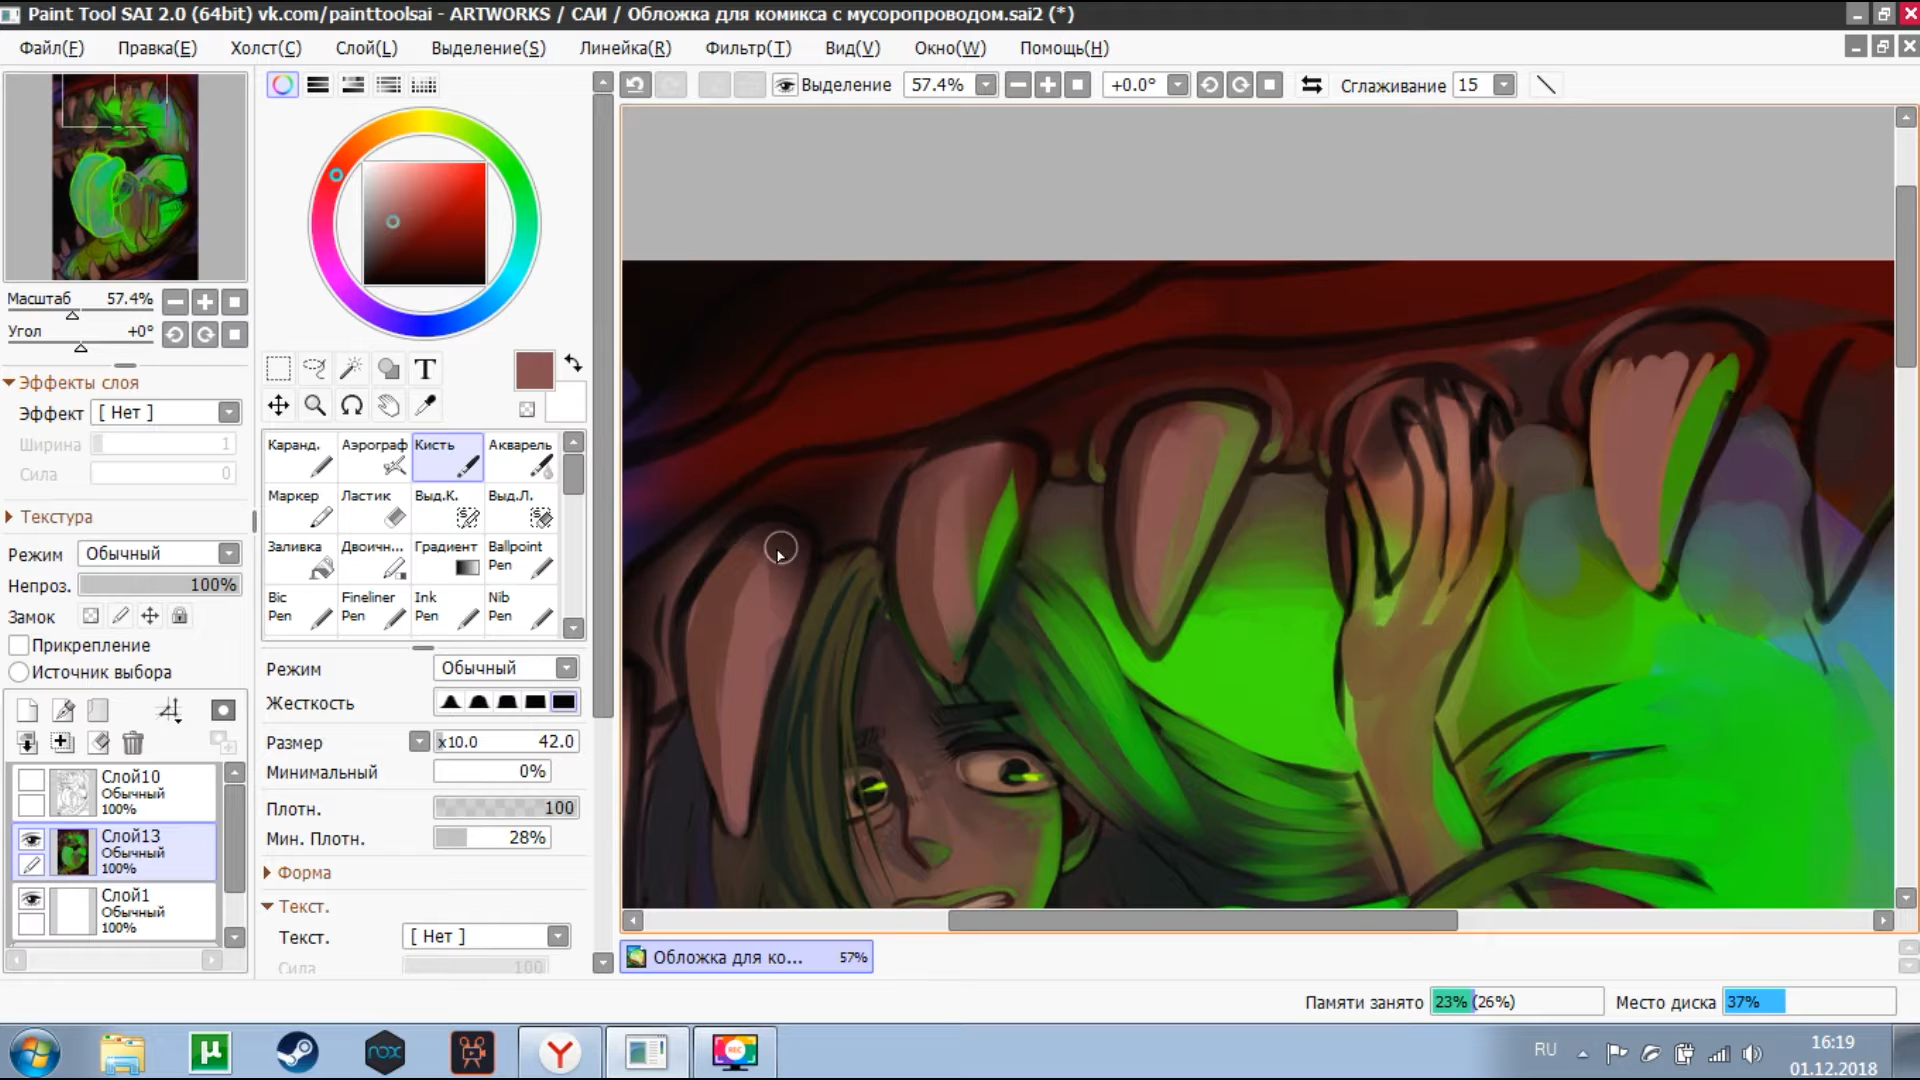 Paint Tool SAI 2.0 (64bit) vk.com/painttoolsai - ARTWORKS / САИ / Обложка для комикса с мусоропроводом.sai2 (*)
Файл(F) Правка(E) Холст(C) Слой(L) Выделение(S) Линейка(R) Фильтр(T) Вид(V) Окно(W) Помощь(H)
Выделение 57.4% +0.0° Сглаживание 15
Масштаб 57.4%
Угол +0°
Эффекты слоя
Эффект [ Нет ]
Ширина 1
Сила 0
Текстура
Режим Обычный
Непроз. 100%
Замок
Прикрепление
Источник выбора
Слой10
Обычный
100%
Слой13
Обычный
100%
Слой1
Обычный
100%
T
Каранд. Аэрограф Кисть Акварель
Маркер Ластик Выд.К. Выд.Л.
Заливка Двоичн... Градиент Ballpoint Pen
Bic Pen Fineliner Pen Ink Pen Nib Pen
Режим Обычный
Жесткость
Размер x10.0 42.0
Минимальный 0%
Плотн. 100
Мин. Плотн. 28%
Форма
Текст.
Текст. [ Нет ]
Сила 100
Обложка для ко... 57%
Памяти занято 23% (26%) Место диска 37%
µ nox Y REC
RU 16:19
01.12.2018